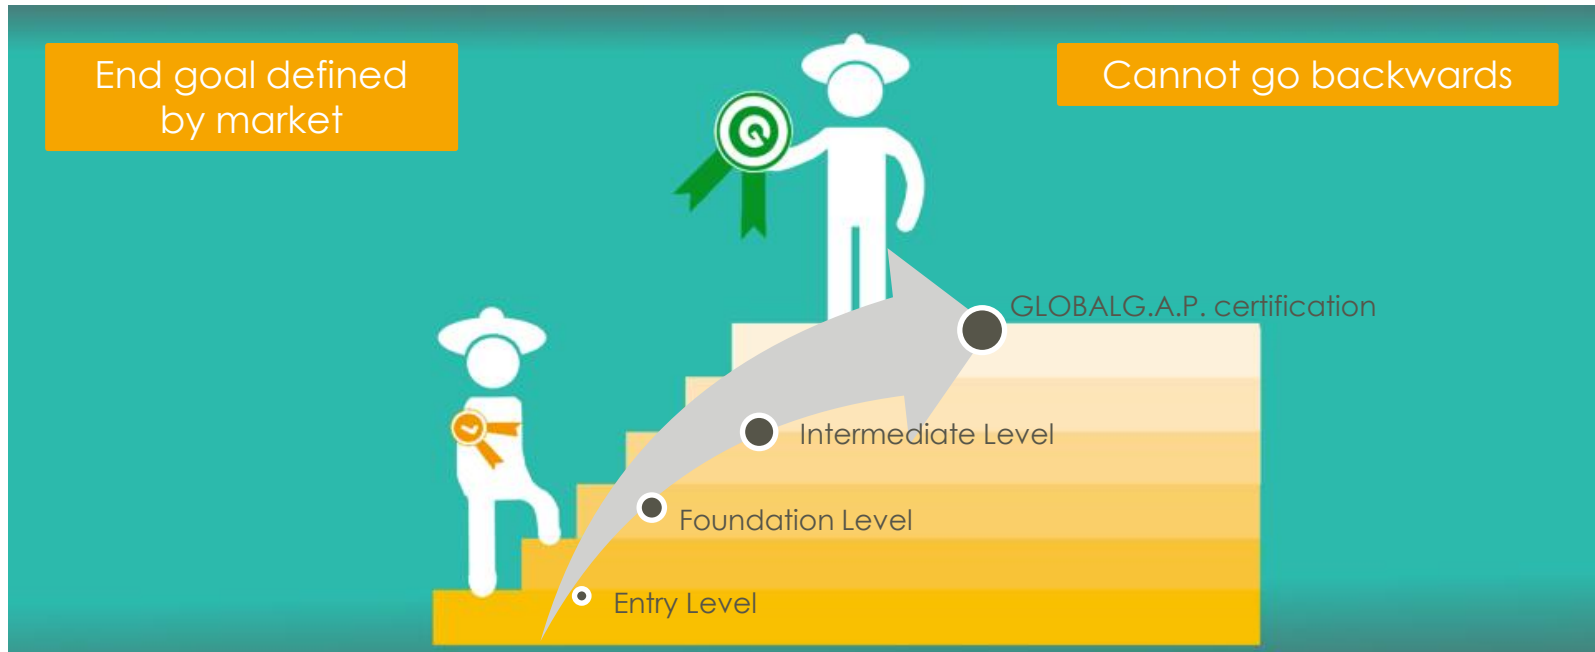 End goal defined
by market
Cannot go backwards
GLOBALG.A.P. certification
Intermediate Level
Foundation Level
Entry Level